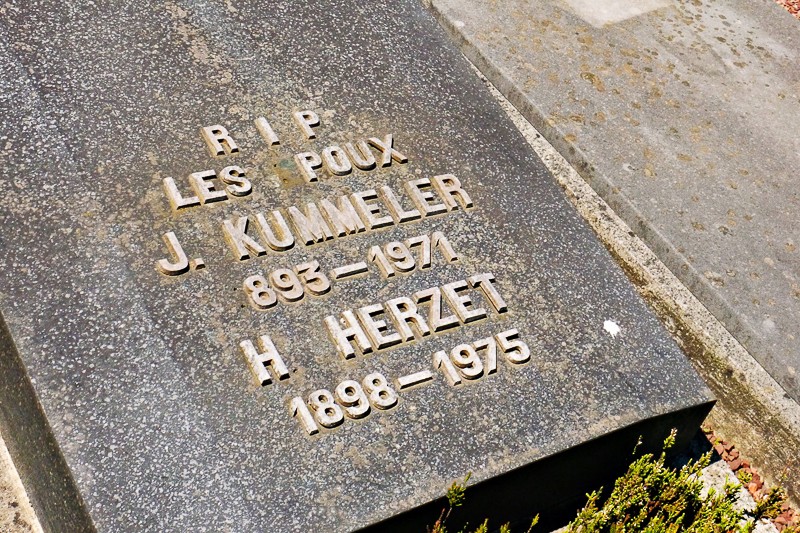 R I P
LES POUX
J. KUMMELER
893-1971
H HERZET
1898-1975